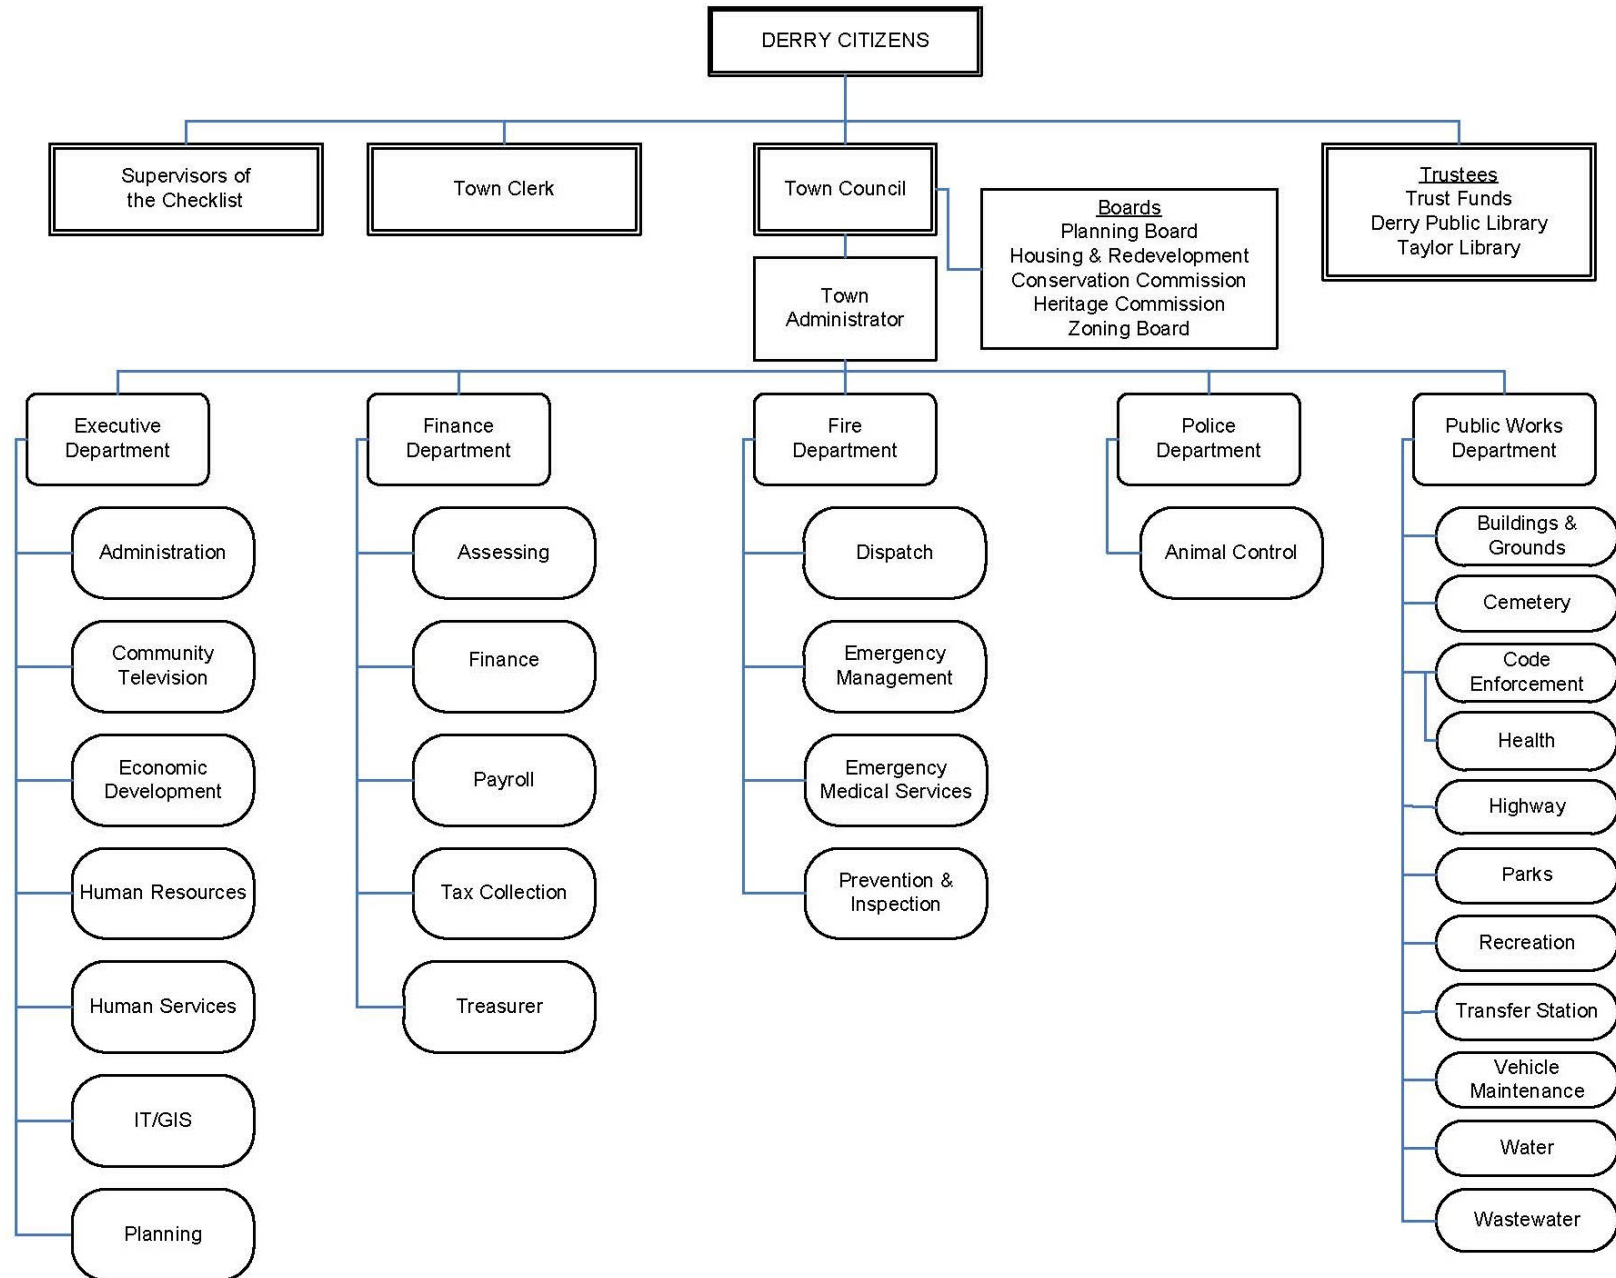 DERRY CITIZENS
Supervisors of
the Checklist
Town Clerk
Town Council
Boards
Planning Board
Housing & Redevelopment
Conservation Commission
Heritage Commission
Zoning Board
Trustees
Trust Funds
Derry Public Library
Taylor Library
Town
Administrator
Executive
Department
Administration
Community
Television
Economic
Development
Human Resources
Human Services
IT/GIS
Planning
Finance
Department
Assessing
Finance
Payroll
Tax Collection
Treasurer
Fire
Department
Dispatch
Emergency
Management
Emergency
Medical Services
Prevention &
Inspection
Police
Department
Animal Control
Public Works
Department
Buildings &
Grounds
Cemetery
Code
Enforcement
Health
Highway
Parks
Recreation
Transfer Station
Vehicle
Maintenance
Water
Wastewater